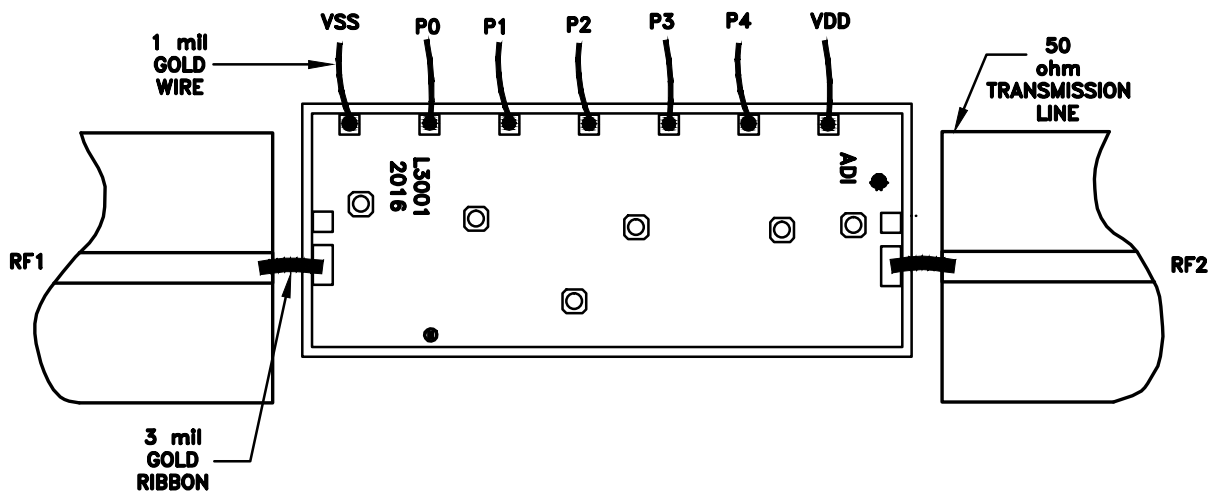 VSS
P0
P1
P2
P3
P4
VDD
1 mil
GOLD
WIRE
50
ohm
TRANSMISSION
LINE
L3001
2016
ADI
RF1
RF2
3 mil
GOLD
RIBBON